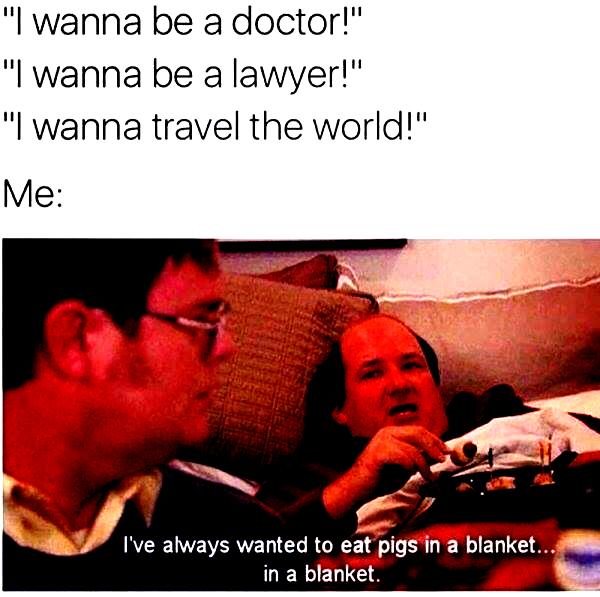 "I wanna be a doctor!"
"I wanna be a lawyer!"
"I wanna travel the world!"
Me:
I've always wanted to eat pigs in a blanket...
in a blanket.